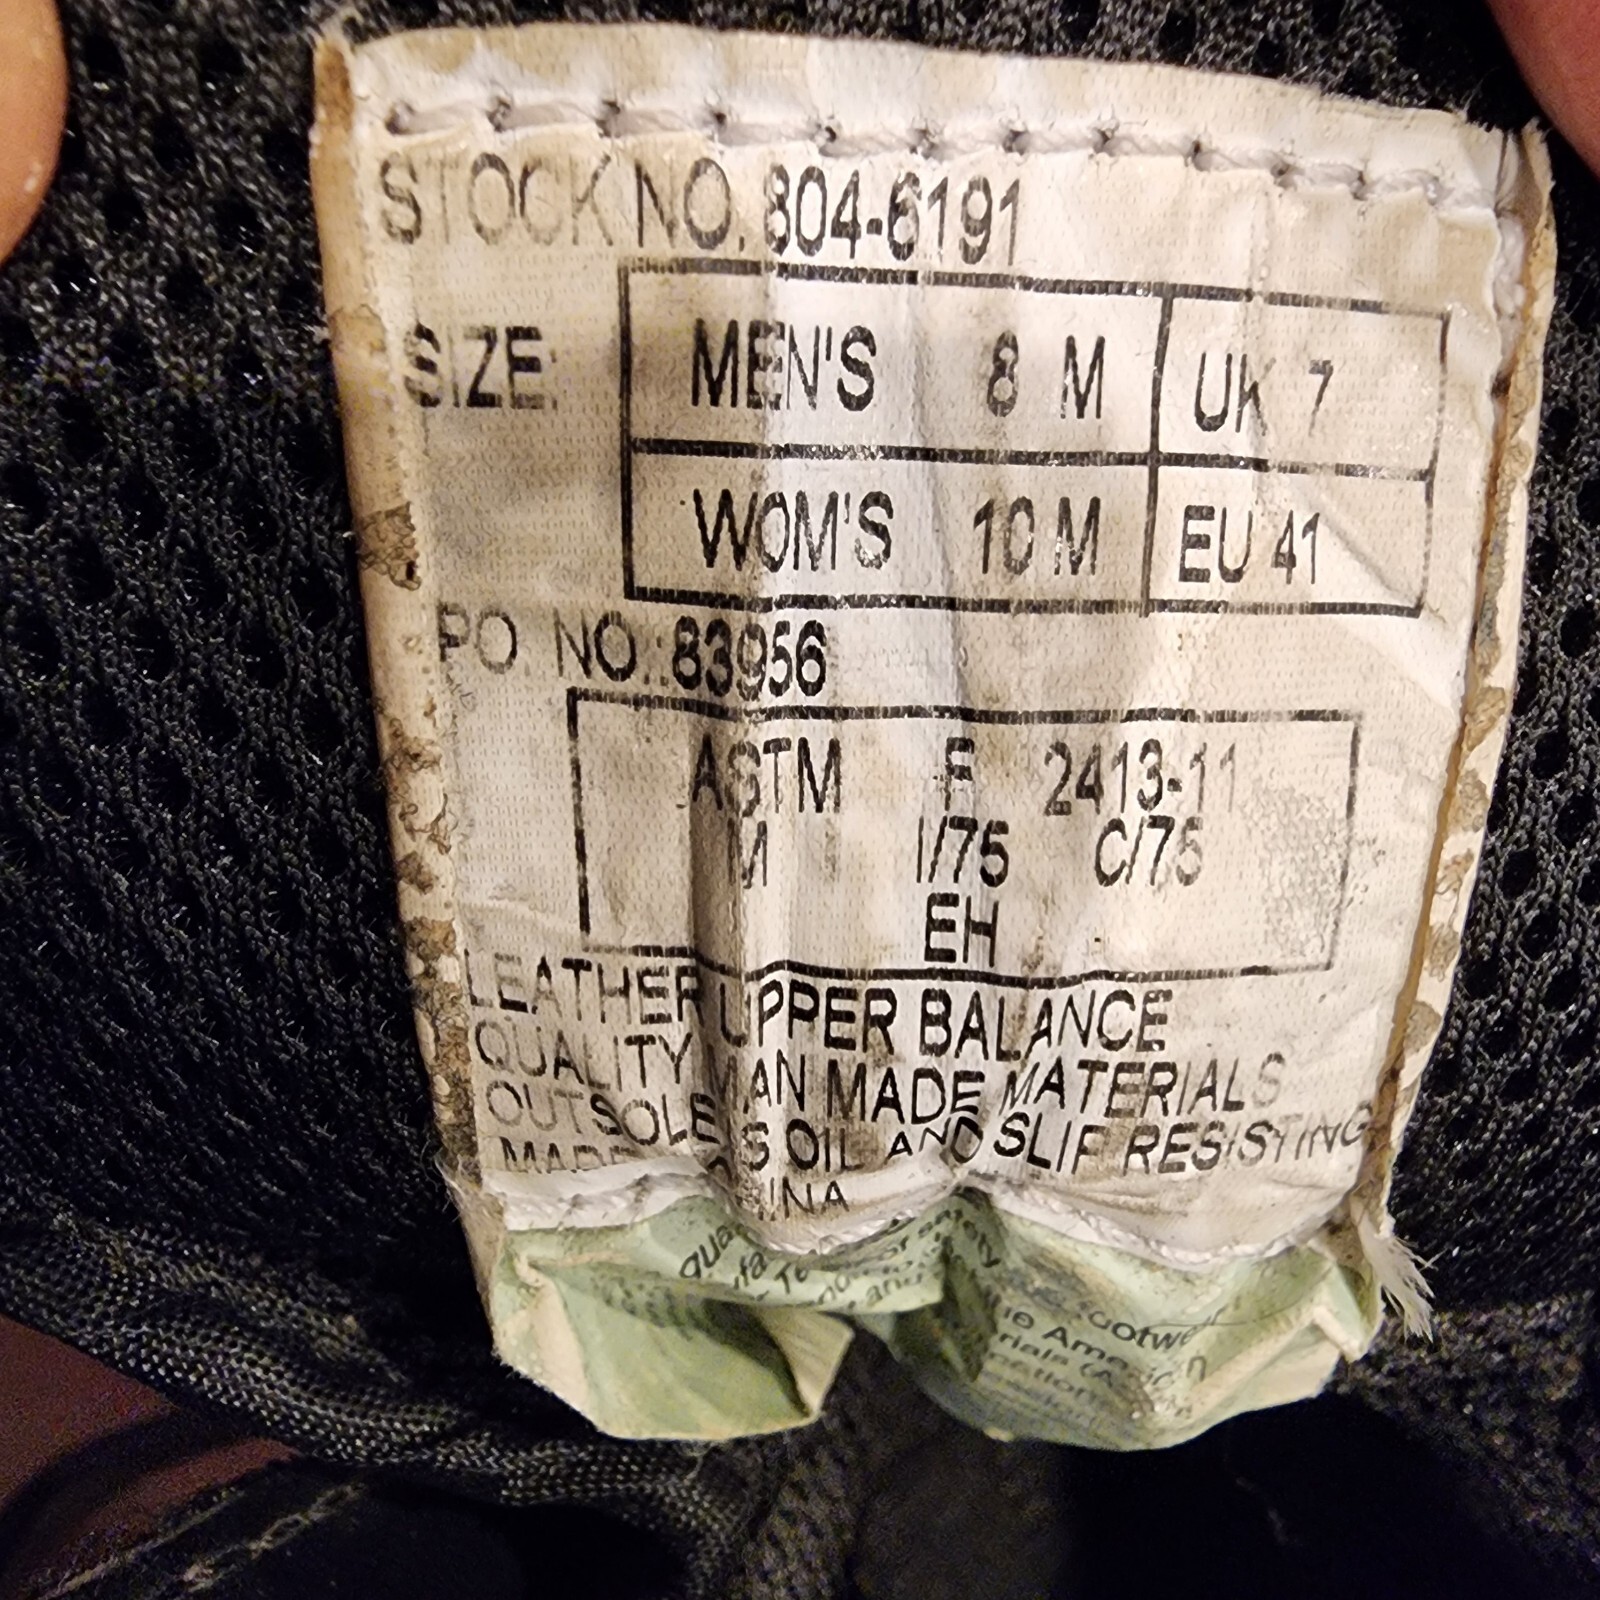 STOCK NO. 804-6191
SIZE: MEN'S 8 M UK 7
WOM'S 10 M EU 41
PO. NO.:83956
ASTM F 2413-11
M I/75 C/75
EH
LEATHER UPPER BALANCE
QUALITY MAN MADE MATERIALS
OUTSOLE IS OIL AND SLIP RESISTING
MADE